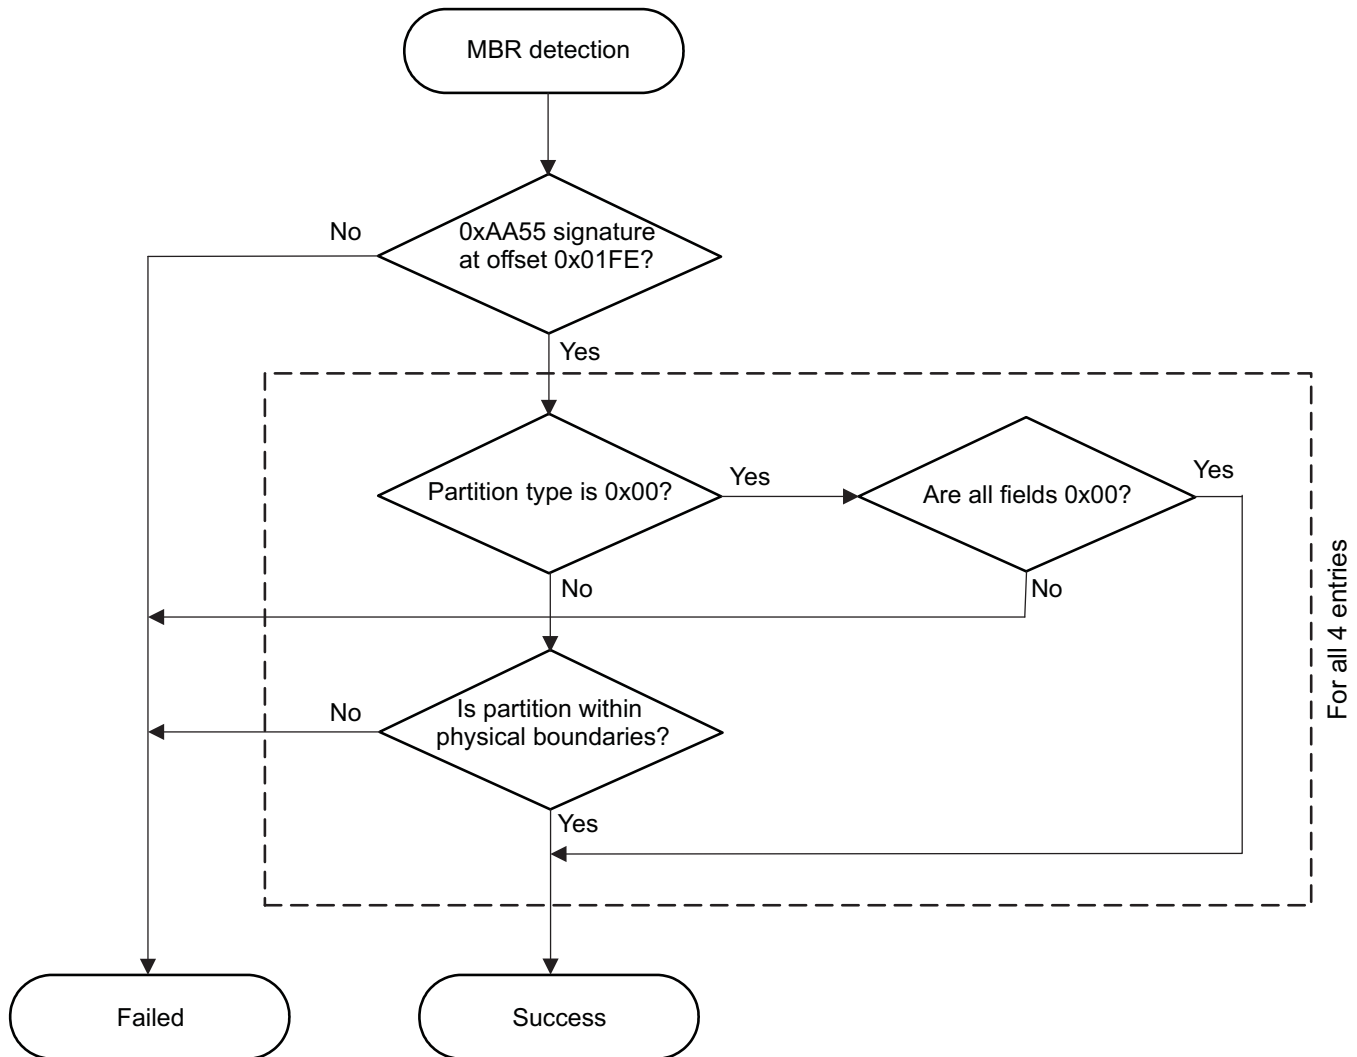 MBR detection
No
0xAA55 signature
at offset 0x01FE?
Yes
Partition type is 0x00?
Yes
Are all fields 0x00?
Yes
No
No
For all 4 entries
No
Is partition within
physical boundaries?
Yes
Failed
Success